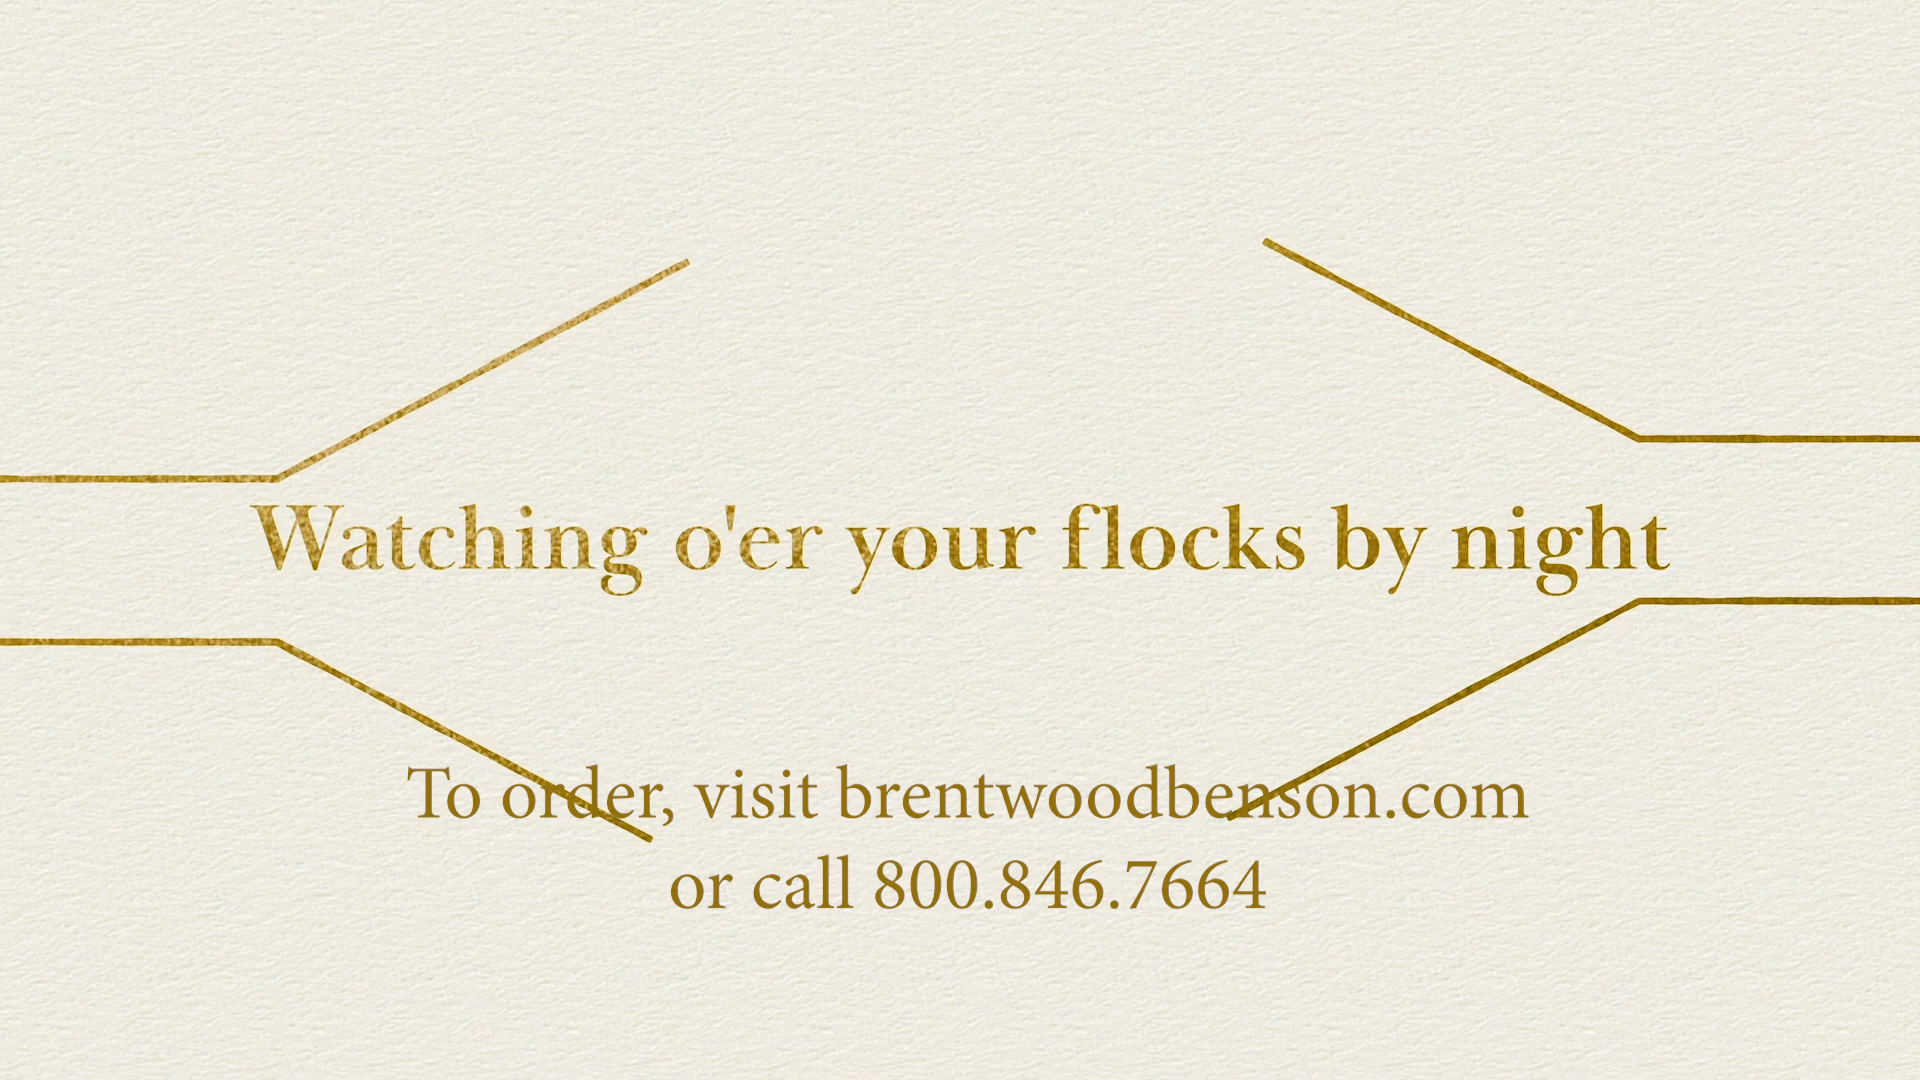 Watching o'er your flocks by night
To order, visit brentwoodbenson.com
or call 800.846.7664